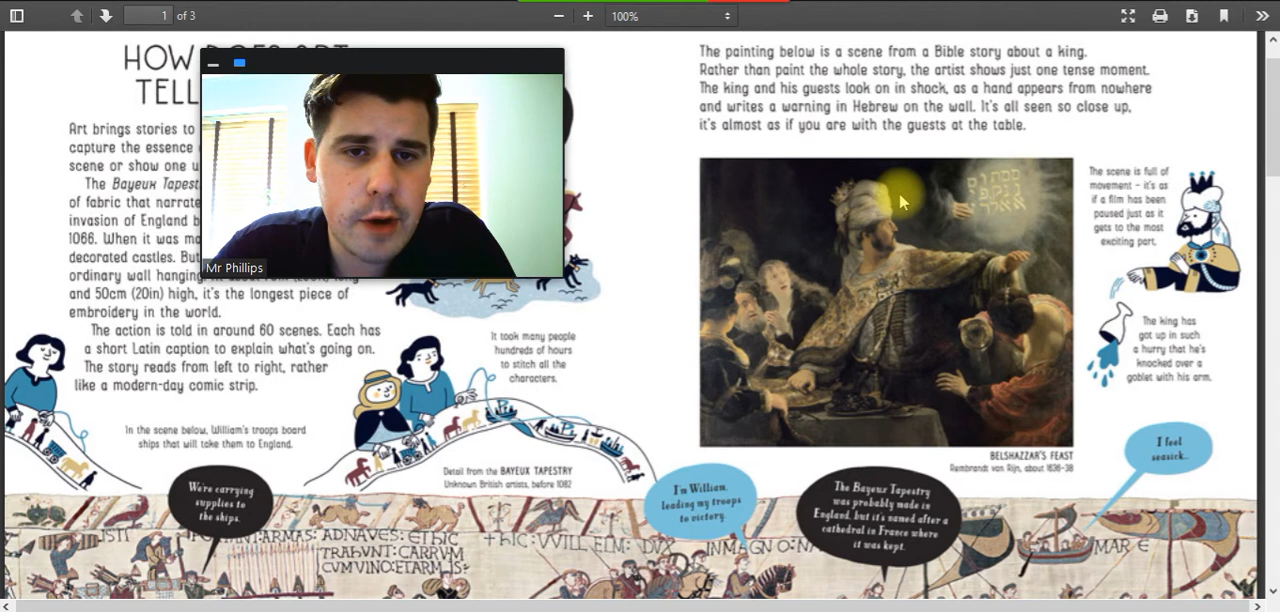 1 of 3
100%
HOW DOES ART
TELL
Art brings stories to
capture the essence
scene or show one u
The Bayeux Tapest
of fabric that narrate
invasion of England b
1066. When it was ma
decorated castles. But
ordinary wall hanging
and 50cm (20in) high, it's the longest piece of
embroidery in the world.
The action is told in around 60 scenes. Each has
a short Latin caption to explain what's going on.
The story reads from left to right, rather
like a modern-day comic strip.
Mr Phillips
It took many people
hundreds of hours
to stitch all the
characters.
In the scene below, William's troops board
ships that will take them to England.
Detail from the BAYEUX TAPESTRY
Unknown British artists, before 1082
The painting below is a scene from a Bible story about a king.
Rather than paint the whole story, the artist shows just one tense moment.
The king and his guests look on in shock, as a hand appears from nowhere
and writes a warning in Hebrew on the wall. It's all seen so close up,
it's almost as if you are with the guests at the table.
The scene is full of
movement - it's as
if a film has been
paused just as it
gets to the most
exciting part.
The king has
got up in such
a hurry that he's
knocked over a
goblet with his arm.
BELSHAZZAR'S FEAST
Rembrandt van Rijn, about 1636-38
We're carrying
supplies to
the ships.
I'm William,
leading my troops
to victory.
The Bayeux Tapestry
was probably made in
England, but it's named after a
cathedral in France where
it was kept.
I feel
seasick...
ARMAS: ADNAVES: ET hIC
TRAhVNT: CARRVM
CVM VINO: ET ARMIS:
†hIC: VVILLELM: DVX
INMAGNO
MARE